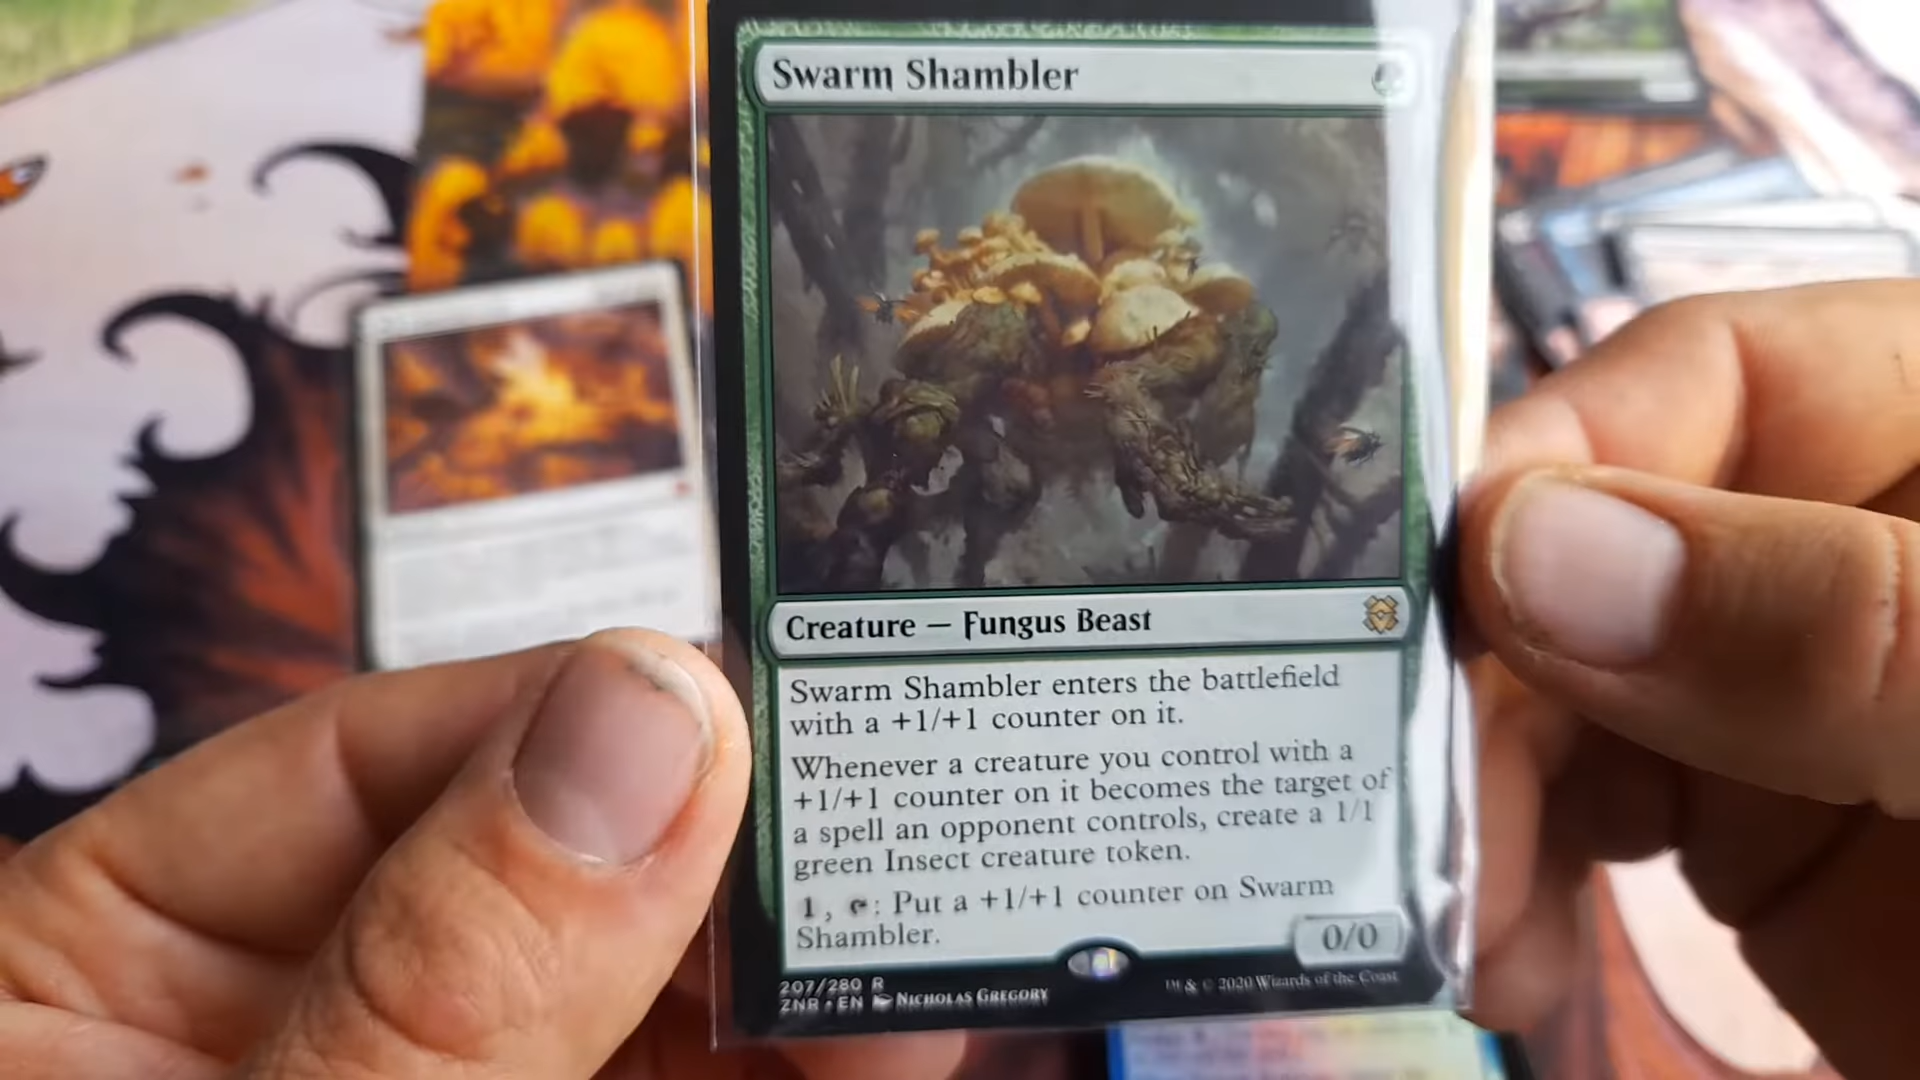 Swarm Shambler
Creature — Fungus Beast
Swarm Shambler enters the battlefield
with a +1/+1 counter on it.
Whenever a creature you control with a
+1/+1 counter on it becomes the target of
a spell an opponent controls, create a 1/1
green Insect creature token.
1, : Put a +1/+1 counter on Swarm
Shambler.
0/0
207/280 R
ZNR • EN Nicholas Gregory
™ & © 2020 Wizards of the Coast